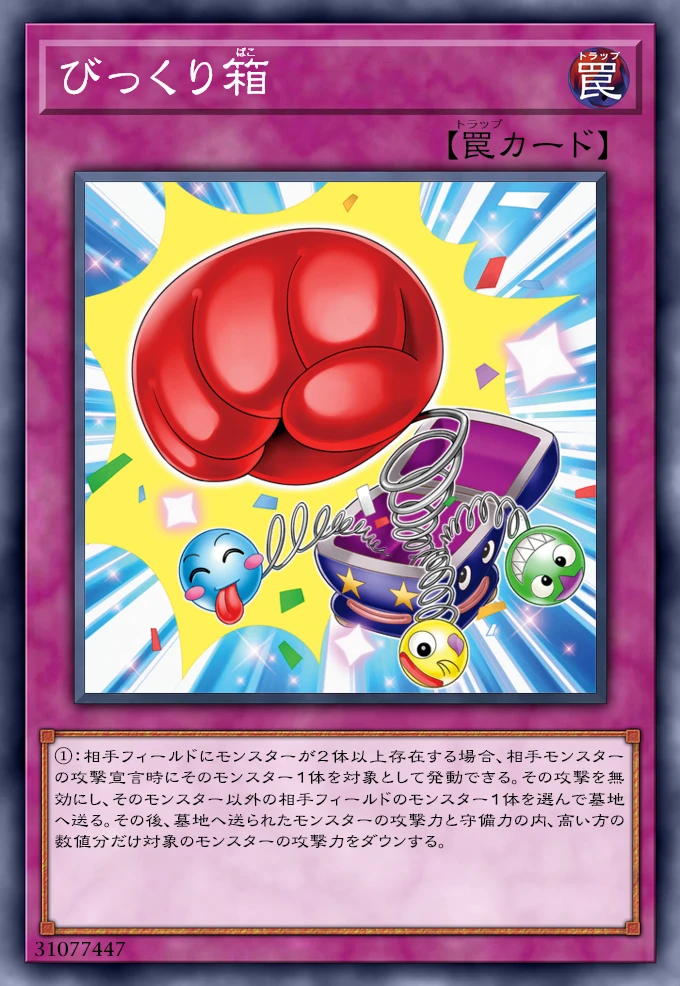 びっくり箱
ばこ
罠
トラップ
【罠カード】
トラップ
①：相手フィールドにモンスターが２体以上存在する場合、相手モンスター
の攻撃宣言時にそのモンスター１体を対象として発動できる。その攻撃を無
効にし、そのモンスター以外の相手フィールドのモンスター１体を選んで墓地
へ送る。その後、墓地へ送られたモンスターの攻撃力と守備力の内、高い方の
数値分だけ対象のモンスターの攻撃力をダウンする。
31077447